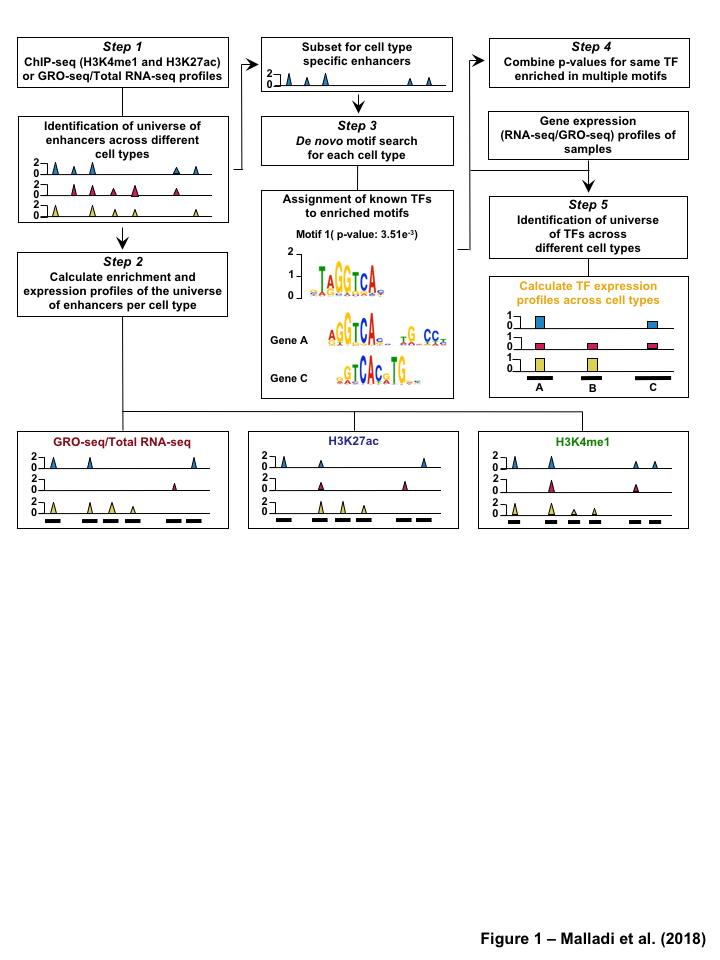 Step 1
ChIP-seq (H3K4me1 and H3K27ac)
or GRO-seq/Total RNA-seq profiles
Identification of universe of
enhancers across different
cell types
2
0
2
0
2
0
Step 2
Calculate enrichment and
expression profiles of the universe
of enhancers per cell type
Subset for cell type
specific enhancers
2
0
Step 3
De novo motif search
for each cell type
Assignment of known TFs
to enriched motifs
Motif 1( p-value: 3.51e-3)
2
1
0
TAGGTCA
Gene A
AGGTCA TG CCT
Gene C
GTCACGTG
Step 4
Combine p-values for same TF
enriched in multiple motifs
Gene expression
(RNA-seq/GRO-seq) profiles of
samples
Step 5
Identification of universe
of TFs across
different cell types
Calculate TF expression
profiles across cell types
1
0
1
0
1
0
A B C
GRO-seq/Total RNA-seq
2
0
2
0
2
0
H3K27ac
2
0
2
0
2
0
H3K4me1
2
0
2
0
2
0
Figure 1 – Malladi et al. (2018)